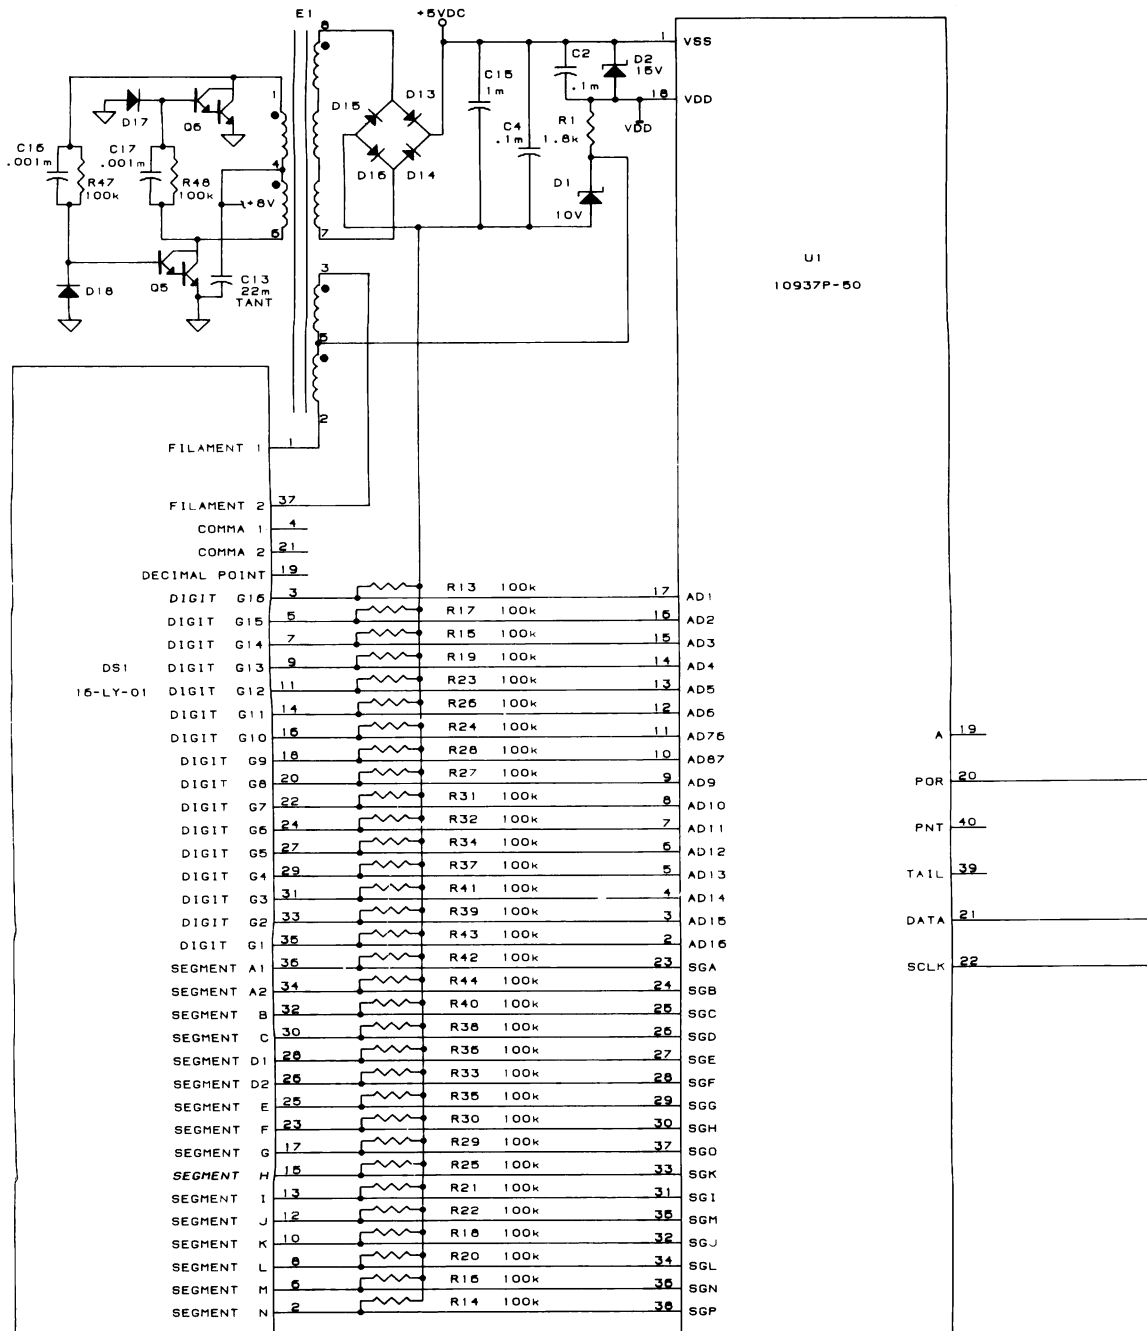 E1
+5VDC
8
1 VSS
C2
D2
15V
.1m
C15
1m
18 VDD
VDD
1
D15
D13
D17
Q6
R1
1.8k
C4
.1m
C16
.001m
C17
.001m
R47
100k
R48
100k
4
+8V
D16
D14
D1
10V
6
7
Q5
D18
C13
22m
TANT
3
U1
10937P-50
5
2
FILAMENT 1 1
FILAMENT 2 37
COMMA 1 4
COMMA 2 21
DECIMAL POINT 19
DIGIT G16 3 R13 100k 17 AD1
DIGIT G15 5 R17 100k 16 AD2
DIGIT G14 7 R15 100k 15 AD3
DS1
DIGIT G13 9 R19 100k 14 AD4
16-LY-01
DIGIT G12 11 R23 100k 13 AD5
DIGIT G11 14 R26 100k 12 AD6
DIGIT G10 16 R24 100k 11 AD76
A 19
DIGIT G9 18 R28 100k 10 AD87
DIGIT G8 20 R27 100k 9 AD9
POR 20
DIGIT G7 22 R31 100k 8 AD10
DIGIT G6 24 R32 100k 7 AD11
PNT 40
DIGIT G5 27 R34 100k 6 AD12
DIGIT G4 29 R37 100k 5 AD13
TAIL 39
DIGIT G3 31 R41 100k 4 AD14
DIGIT G2 33 R39 100k 3 AD15
DATA 21
DIGIT G1 35 R43 100k 2 AD16
SEGMENT A1 36 R42 100k 23 SGA
SCLK 22
SEGMENT A2 34 R44 100k 24 SGB
SEGMENT B 32 R40 100k 25 SGC
SEGMENT C 30 R38 100k 26 SGD
SEGMENT D1 28 R36 100k 27 SGE
SEGMENT D2 26 R33 100k 28 SGF
SEGMENT E 25 R35 100k 29 SGG
SEGMENT F 23 R30 100k 30 SGH
SEGMENT G 17 R29 100k 37 SGO
SEGMENT H 15 R25 100k 33 SGK
SEGMENT I 13 R21 100k 31 SGI
SEGMENT J 12 R22 100k 35 SGM
SEGMENT K 10 R18 100k 32 SGJ
SEGMENT L 8 R20 100k 34 SGL
SEGMENT M 6 R16 100k 36 SGN
SEGMENT N 2 R14 100k 38 SGP